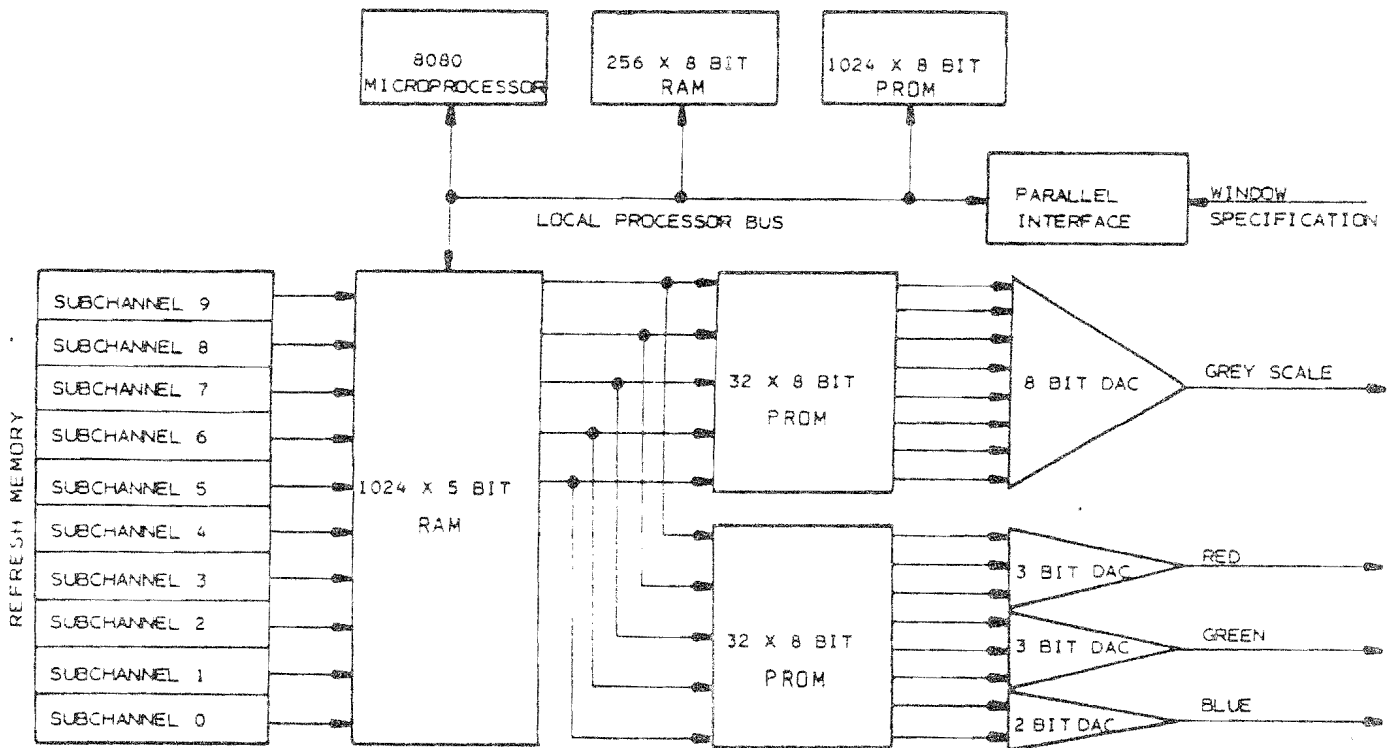 8080
MICROPROCESSOR
256 X 8 BIT
RAM
1024 X 8 BIT
PROM
LOCAL PROCESSOR BUS
PARALLEL
INTERFACE
WINDOW
SPECIFICATION
REFRESH MEMORY
SUBCHANNEL 9
SUBCHANNEL 8
SUBCHANNEL 7
SUBCHANNEL 6
SUBCHANNEL 5
SUBCHANNEL 4
SUBCHANNEL 3
SUBCHANNEL 2
SUBCHANNEL 1
SUBCHANNEL 0
1024 X 5 BIT
RAM
32 X 8 BIT
PROM
8 BIT DAC
GREY SCALE
32 X 8 BIT
PROM
3 BIT DAC
RED
3 BIT DAC
GREEN
2 BIT DAC
BLUE